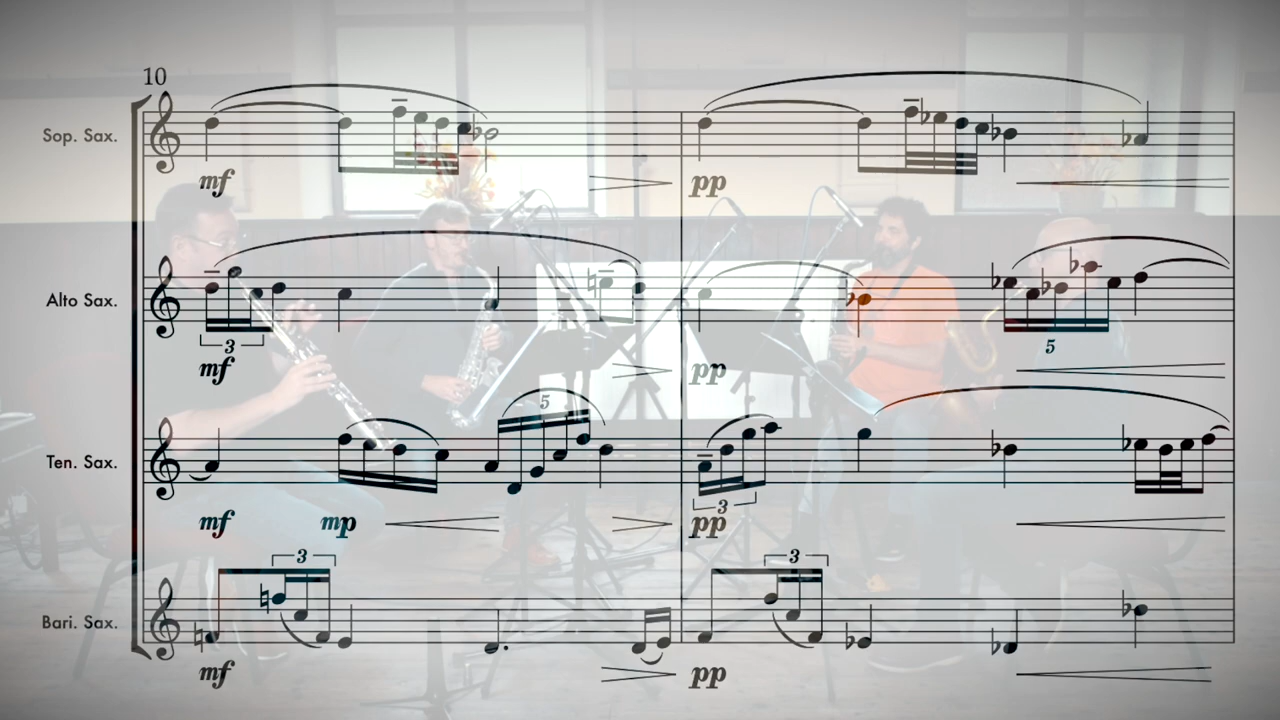 10
Sop. Sax.
mf pp
Alto Sax.
3 5
mf pp
5
Ten. Sax.
3
mf mp pp
3 3
Bari. Sax.
mf pp